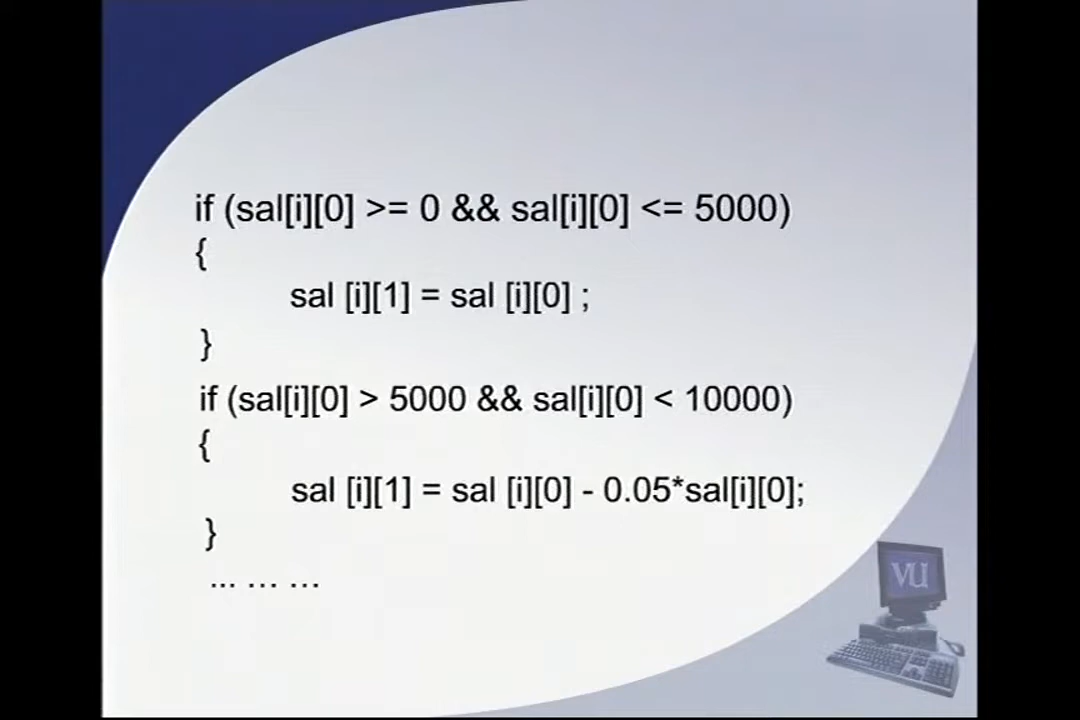 if (sal[i][0] >= 0 && sal[i][0] <= 5000)
{
sal [i][1] = sal [i][0] ;
}
if (sal[i][0] > 5000 && sal[i][0] < 10000)
{
sal [i][1] = sal [i][0] - 0.05*sal[i][0];
}
... ... ...
VU